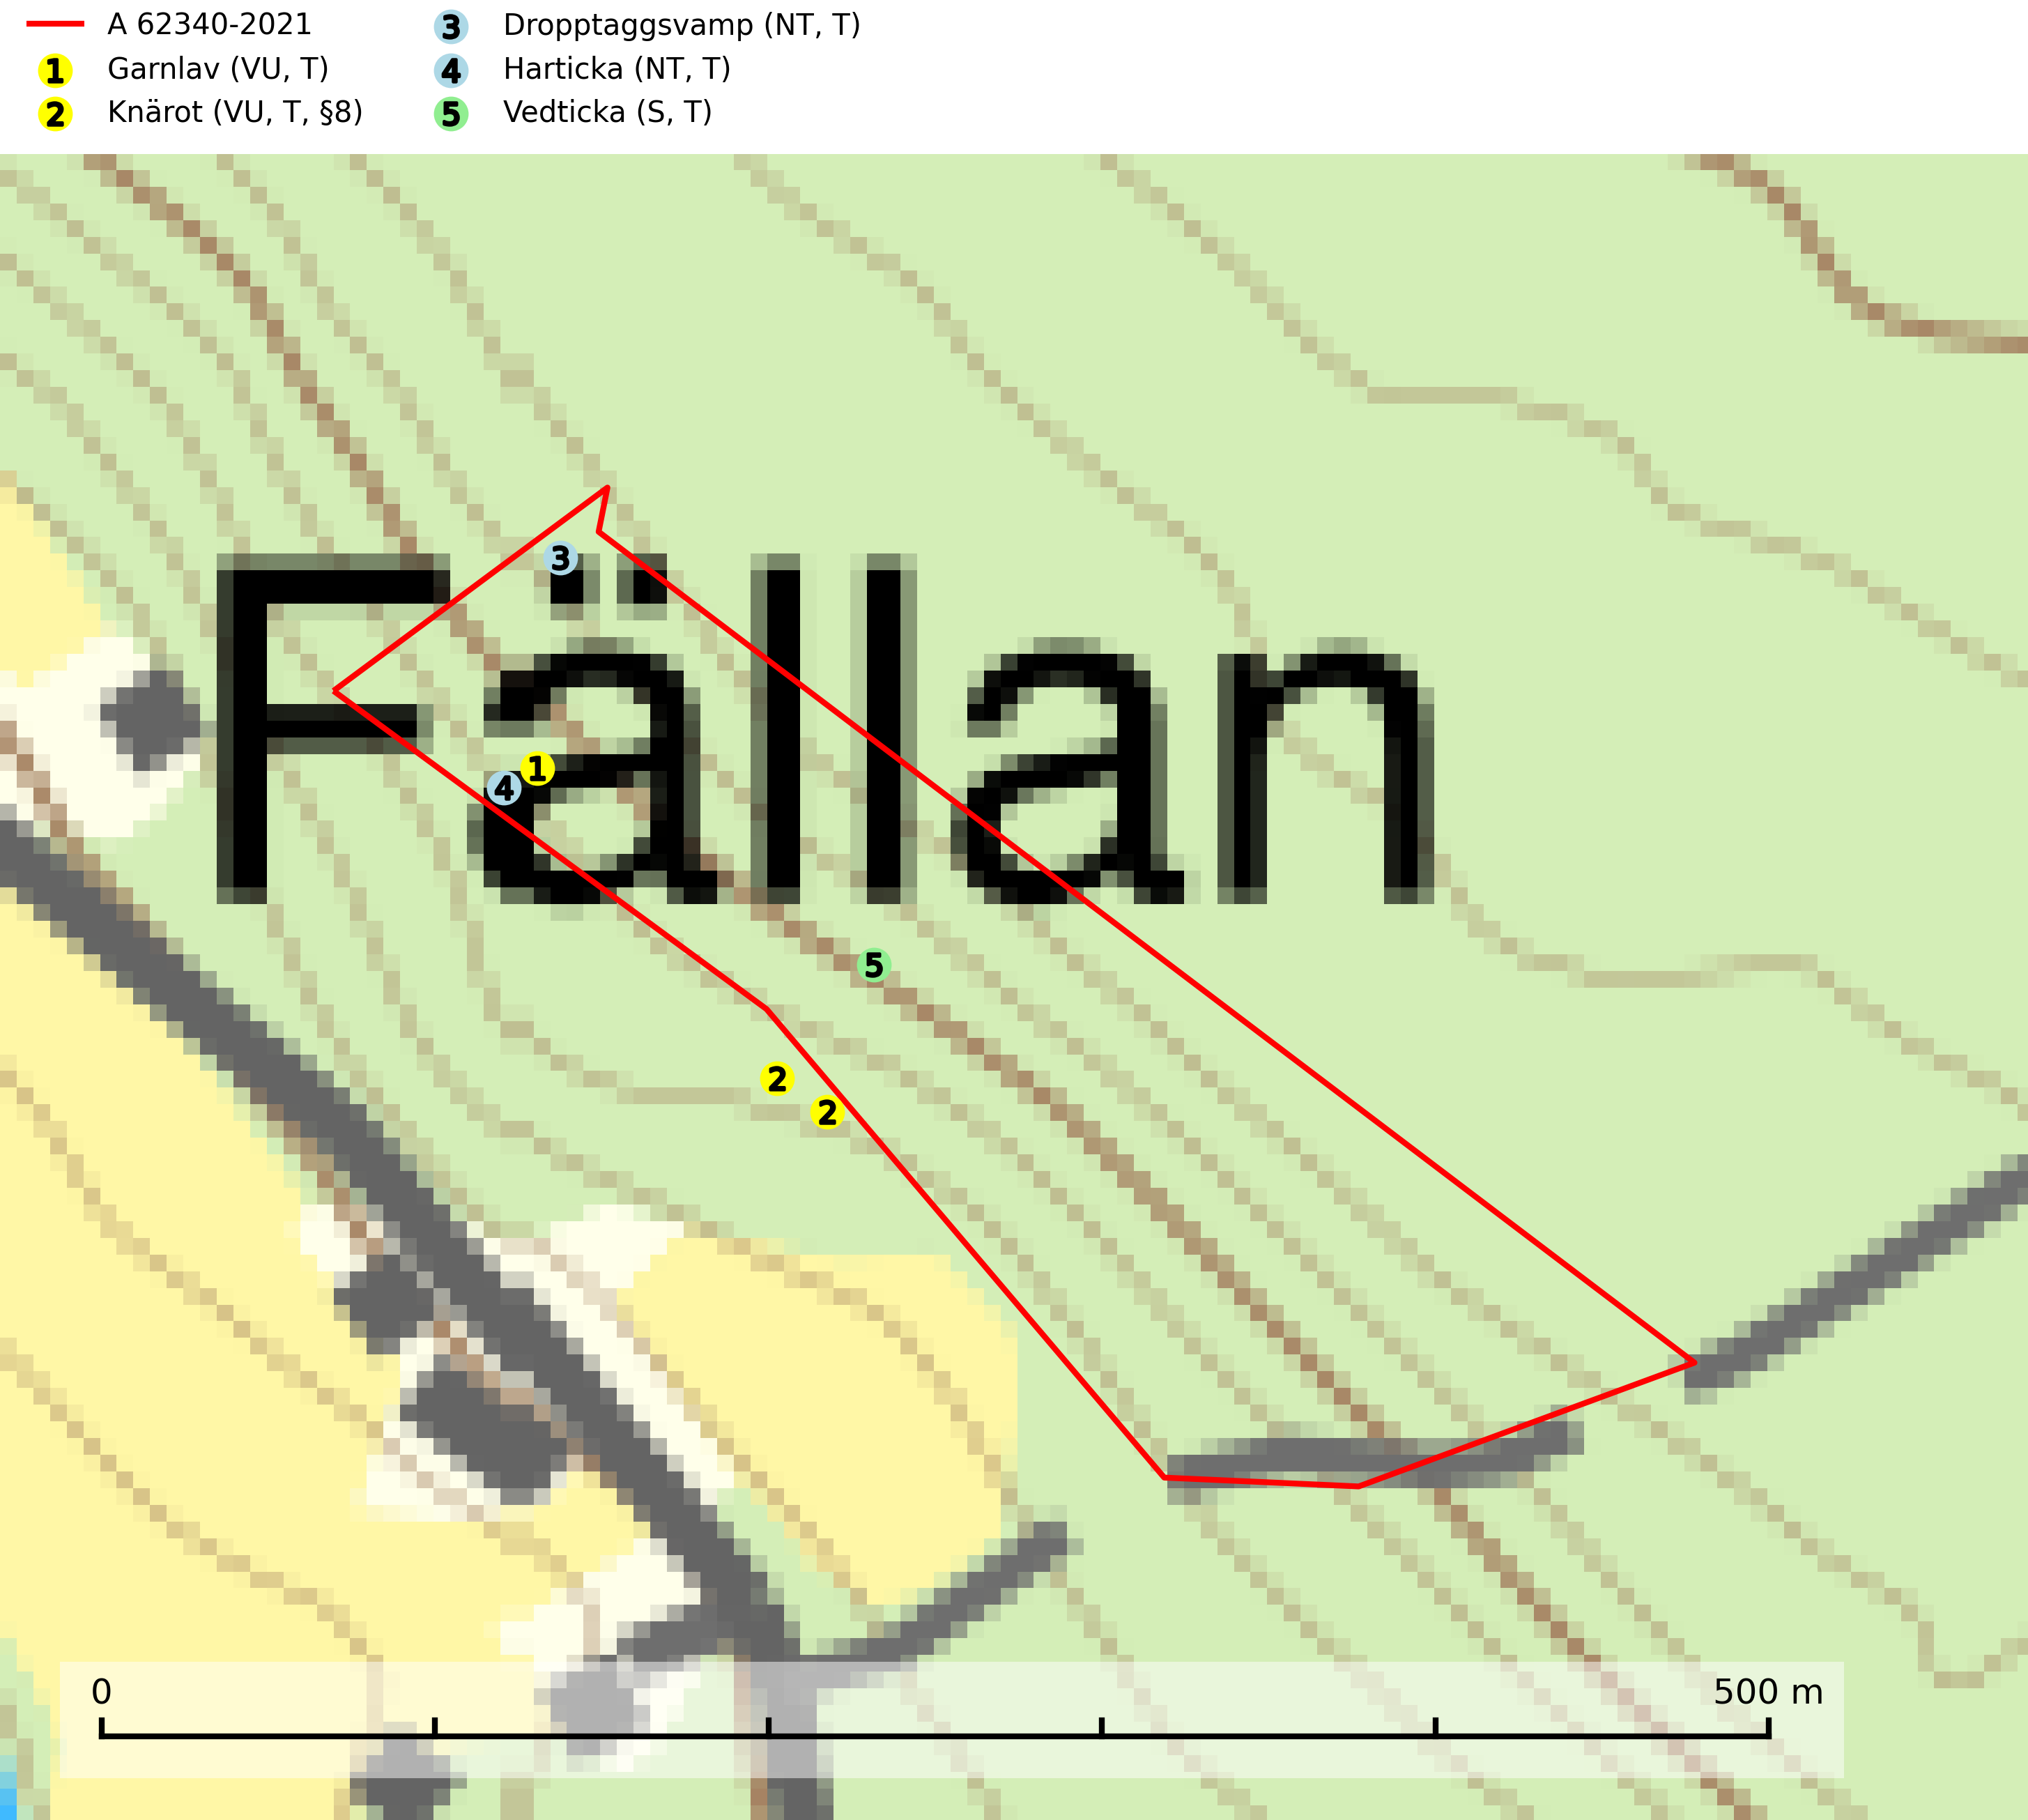 A 62340-2021
1 Garnlav (VU, T)
2 Knärot (VU, T, §8)
3 Dropptaggsvamp (NT, T)
4 Harticka (NT, T)
5 Vedticka (S, T)
3
Fällan
1
4
5
2
2
0 500 m